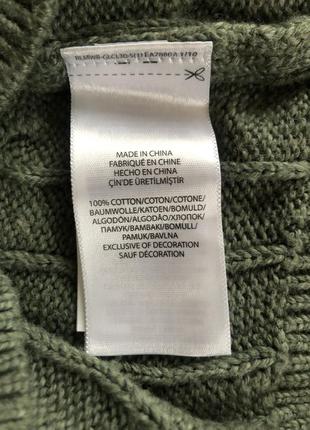 MADE IN CHINA
FABRIQUÉ EN CHINE
HECHO EN CHINA
ÇİN'DE ÜRETİLMİŞTİR
100% COTTON/COTON/COTONE/
BAUMWOLLE/KATOEN/BOMULD/
ALGODÓN/ALGODÃO/ХЛОПОК/
ПАМУК/ΒΑΜΒΑΚΙ/BOMULL/
PAMUK/BAVLNA
EXCLUSIVE OF DECORATION
SAUF DÉCORATION